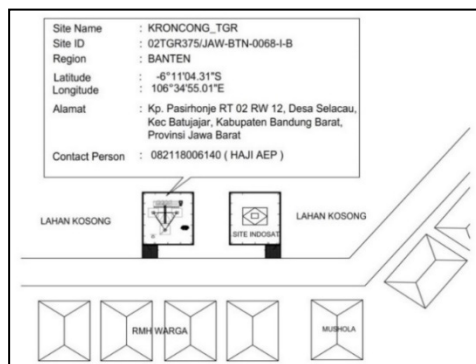 Site Name : KRONCONG_TGR
Site ID : 02TGR375/JAW-BTN-0068-I-B
Region : BANTEN
Latitude : -6°11'04.31"S
Longitude : 106°34'55.01"E
Alamat : Kp. Pasirhonje RT 02 RW 12, Desa Selacau,
Kec Batujajar, Kabupaten Bandung Barat,
Provinsi Jawa Barat
Contact Person : 082118006140 ( HAJI AEP )
LAHAN KOSONG
SITE INDOSAT
LAHAN KOSONG
RMH WARGA
MUSHOLA